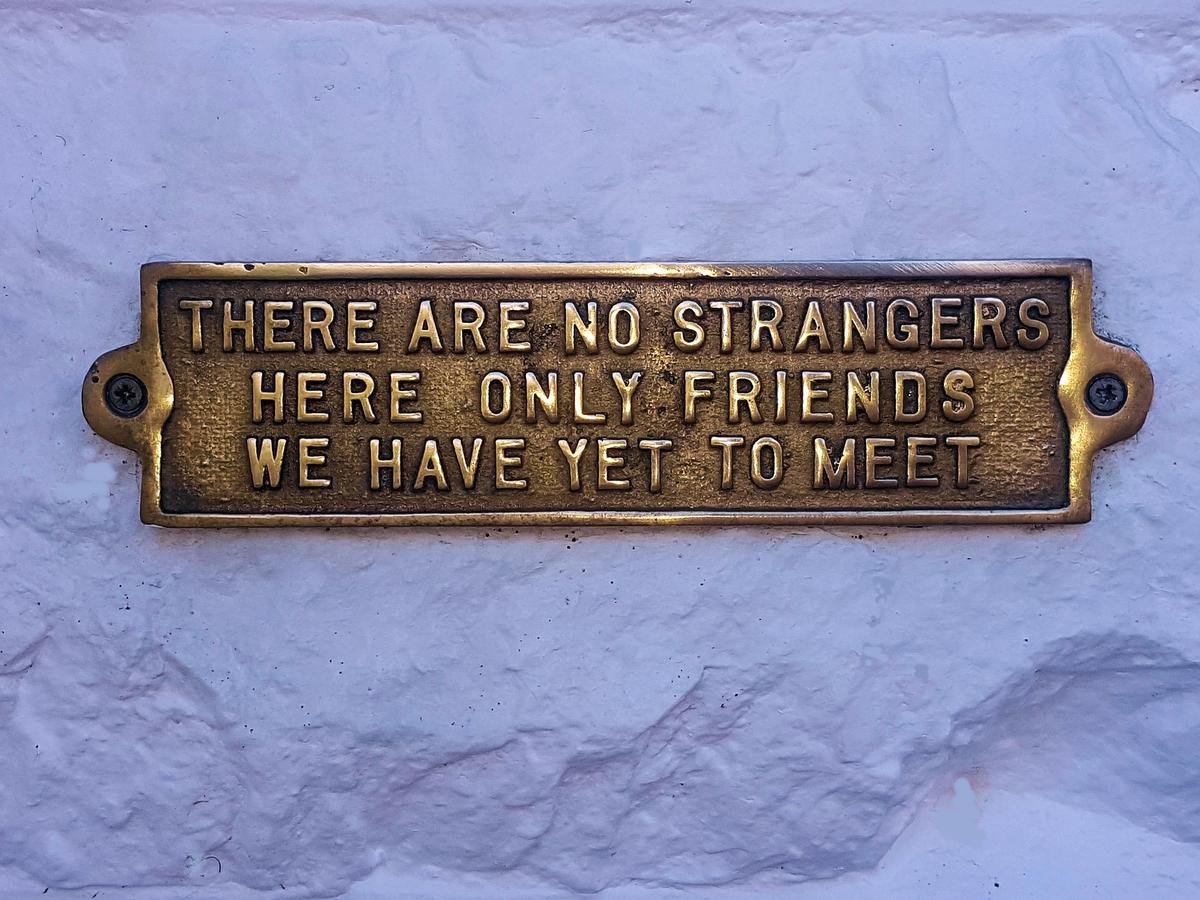 THERE ARE NO STRANGERS
HERE ONLY FRIENDS
WE HAVE YET TO MEET